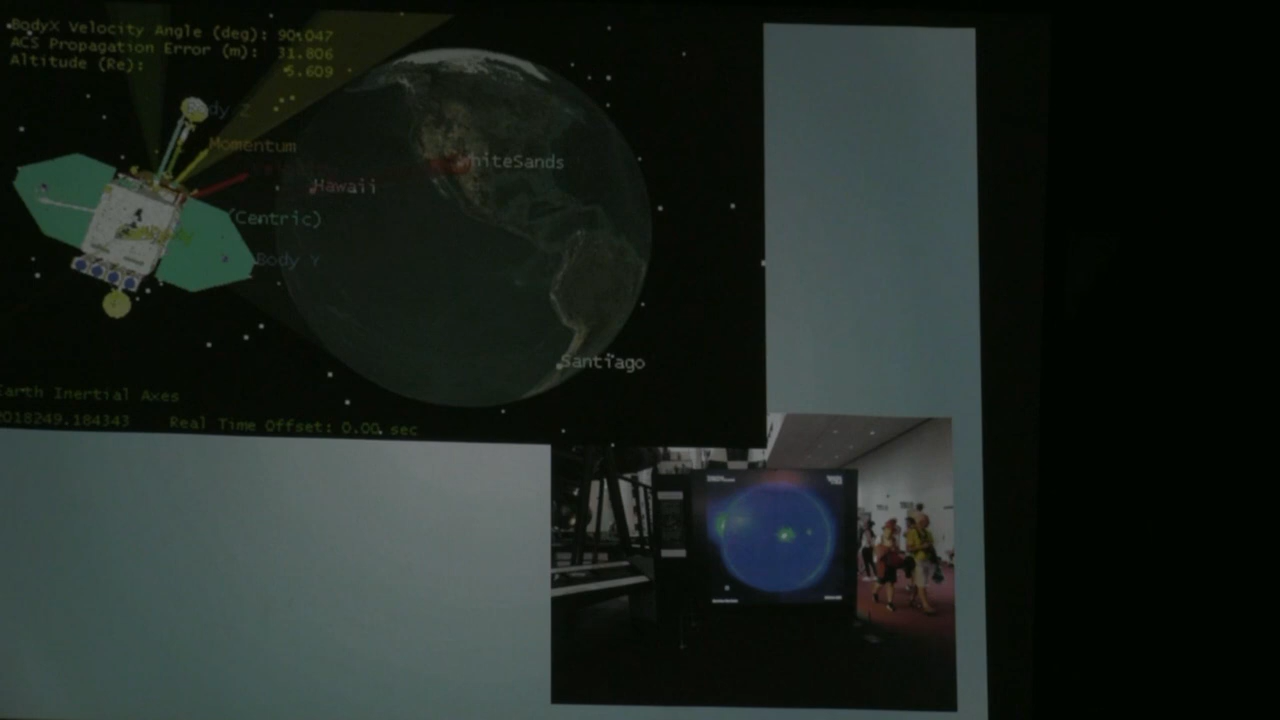 BodyX Velocity Angle (deg): 90.047
ACS Propagation Error (m): 31.806
Altitude (Re): 5.609
Body Z
Momentum
WhiteSands
Hawaii
(Centric)
Body Y
Santiago
Earth Inertial Axes
2018249.184343 Real Time Offset: 0.00 sec